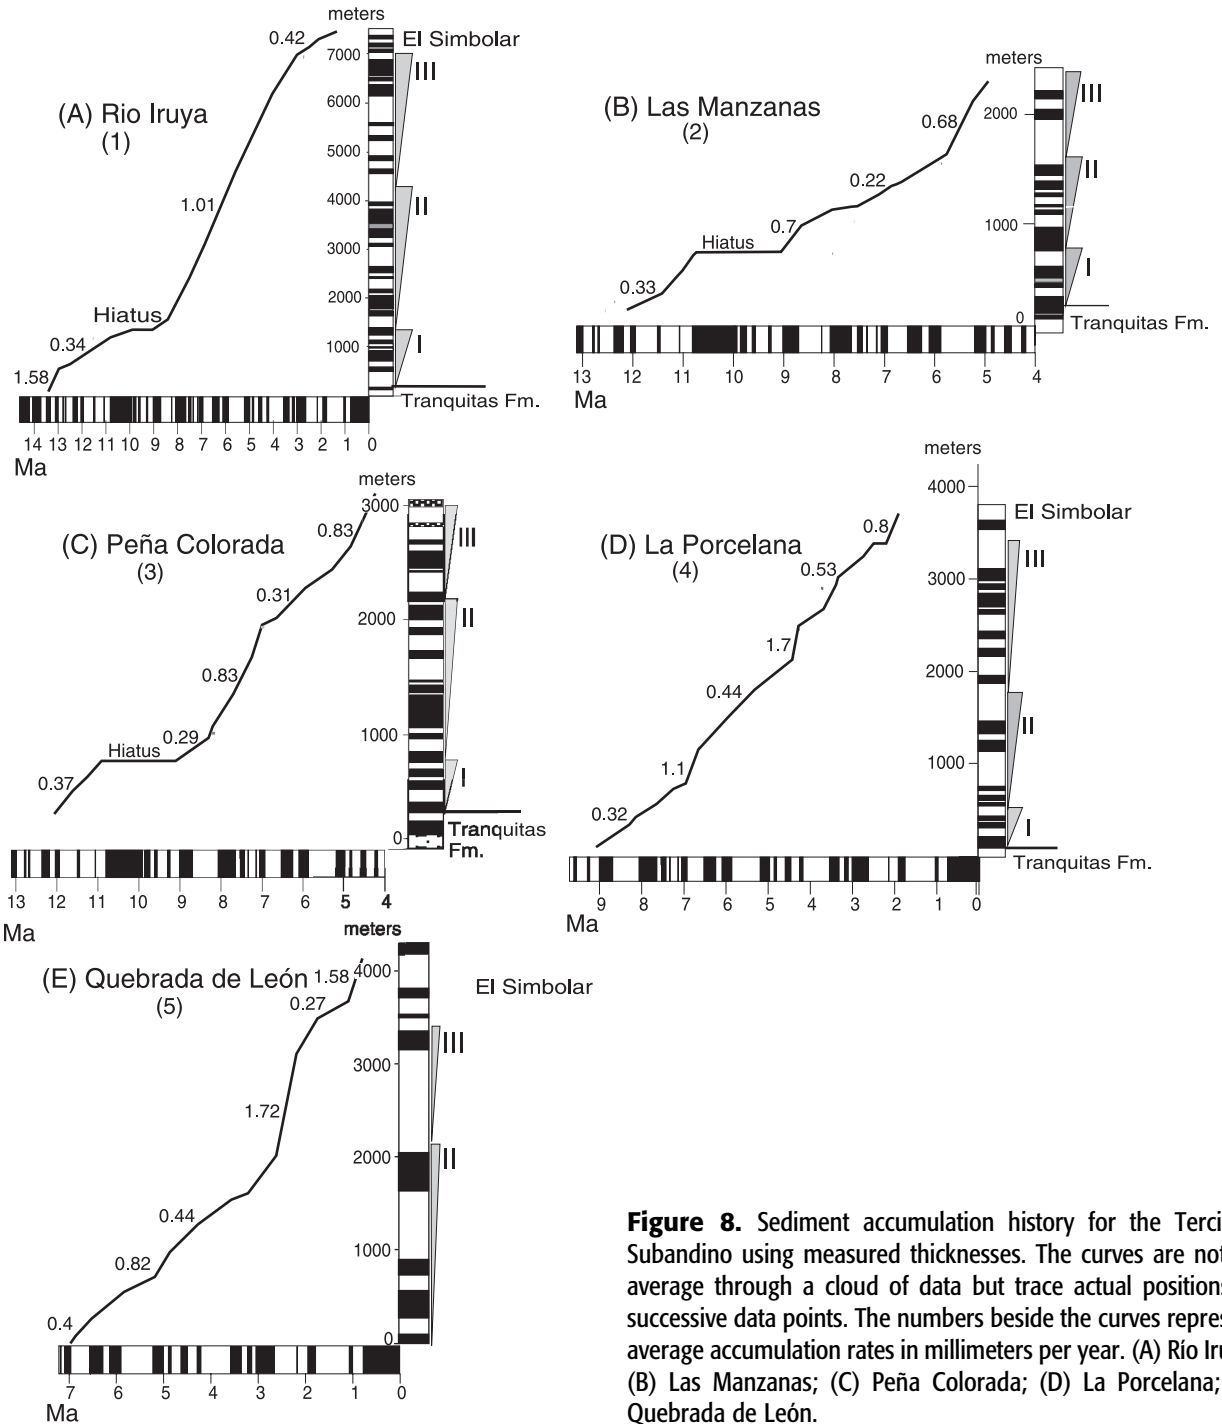 meters
El Simbolar
7000
6000
5000
4000
3000
2000
1000
III
II
I
Tranquitas Fm.
(A) Rio Iruya
(1)
0.42
1.01
Hiatus
0.34
1.58
14 13 12 11 10 9 8 7 6 5 4 3 2 1 0
Ma
meters
(B) Las Manzanas
(2)
2000
1000
0
III
II
I
Tranquitas Fm.
0.68
0.22
0.7
Hiatus
0.33
13 12 11 10 9 8 7 6 5 4
Ma
meters
3000
2000
1000
0
(C) Peña Colorada
(3)
0.83
0.31
0.83
0.29
Hiatus
0.37
III
II
I
Tranquitas
Fm.
13 12 11 10 9 8 7 6 5 4
Ma
meters
4000
3000
2000
1000
El Simbolar
(D) La Porcelana
(4)
0.8
0.53
1.7
0.44
1.1
0.32
III
II
I
Tranquitas Fm.
9 8 7 6 5 4 3 2 1 0
Ma
meters
4000
3000
2000
1000
0
(E) Quebrada de León
(5)
1.58
0.27
1.72
0.44
0.82
0.4
El Simbolar
III
II
7 6 5 4 3 2 1 0
Ma
Figure 8. Sediment accumulation history for the Terci
Subandino using measured thicknesses. The curves are not
average through a cloud of data but trace actual positions
successive data points. The numbers beside the curves repres
average accumulation rates in millimeters per year. (A) Río Iru
(B) Las Manzanas; (C) Peña Colorada; (D) La Porcelana;
Quebrada de León.